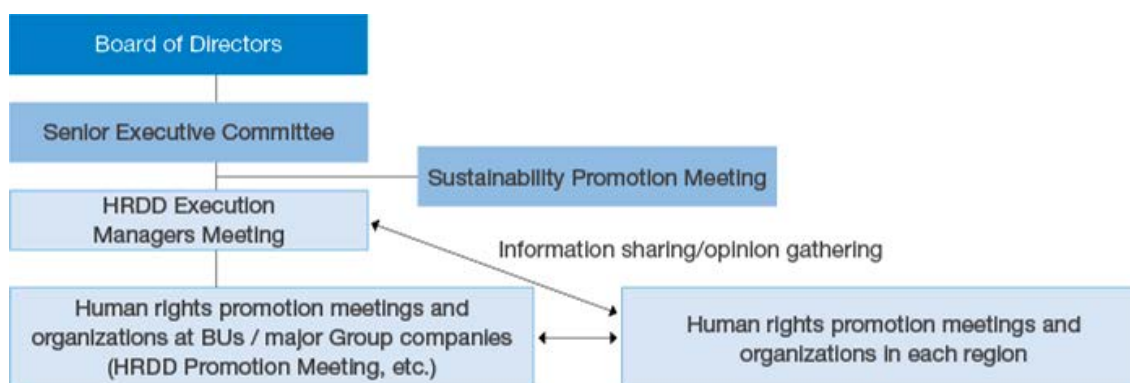 Board of Directors
Senior Executive Committee
Sustainability Promotion Meeting
HRDD Execution
Managers Meeting
Information sharing/opinion gathering
Human rights promotion meetings and
organizations at BUs / major Group companies
(HRDD Promotion Meeting, etc.)
Human rights promotion meetings and
organizations in each region